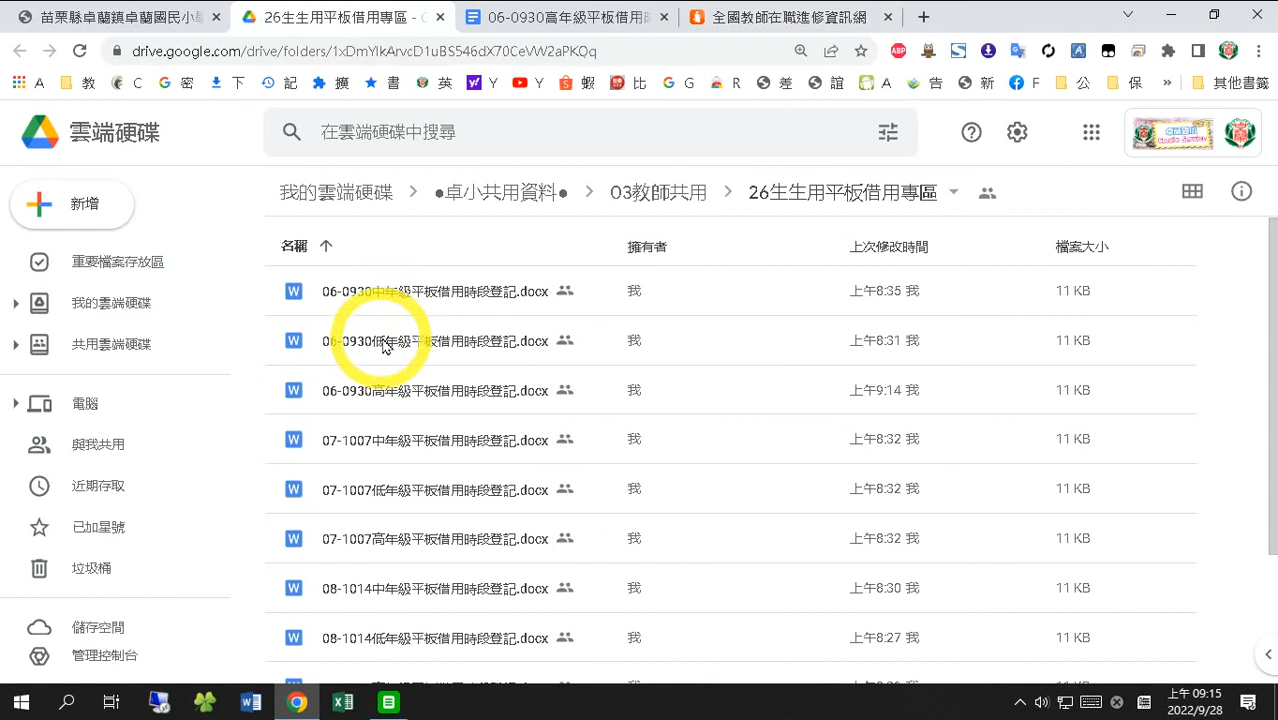 苗栗縣卓蘭鎮卓蘭國民小學
26生生用平板借用專區 -
06-0930高年級平板借用時
全國教師在職進修資訊網
drive.google.com/drive/folders/1xDmYlkArvcD1uBS546dX70CeVW2aPKQq
A 教 C 密 下 記 擴 書 英 Y Y 蝦 比 G R 差 誼 A 告 新 F 公 保 » 其他書籤
雲端硬碟
在雲端硬碟中搜尋
新增
我的雲端硬碟 > ●卓小共用資料● > 03教師共用 > 26生生用平板借用專區
名稱 ↑ 擁有者 上次修改時間 檔案大小
重要檔案存放區
我的雲端硬碟
共用雲端硬碟
電腦
與我共用
近期存取
已加星號
垃圾桶
儲存空間
管理控制台
06-0930中年級平板借用時段登記.docx 我 上午8:35 我 11 KB
06-0930低年級平板借用時段登記.docx 我 上午8:31 我 11 KB
06-0930高年級平板借用時段登記.docx 我 上午9:14 我 11 KB
07-1007中年級平板借用時段登記.docx 我 上午8:32 我 11 KB
07-1007低年級平板借用時段登記.docx 我 上午8:32 我 11 KB
07-1007高年級平板借用時段登記.docx 我 上午8:32 我 11 KB
08-1014中年級平板借用時段登記.docx 我 上午8:30 我 11 KB
08-1014低年級平板借用時段登記.docx 我 上午8:27 我 11 KB
上午 09:15
2022/9/28